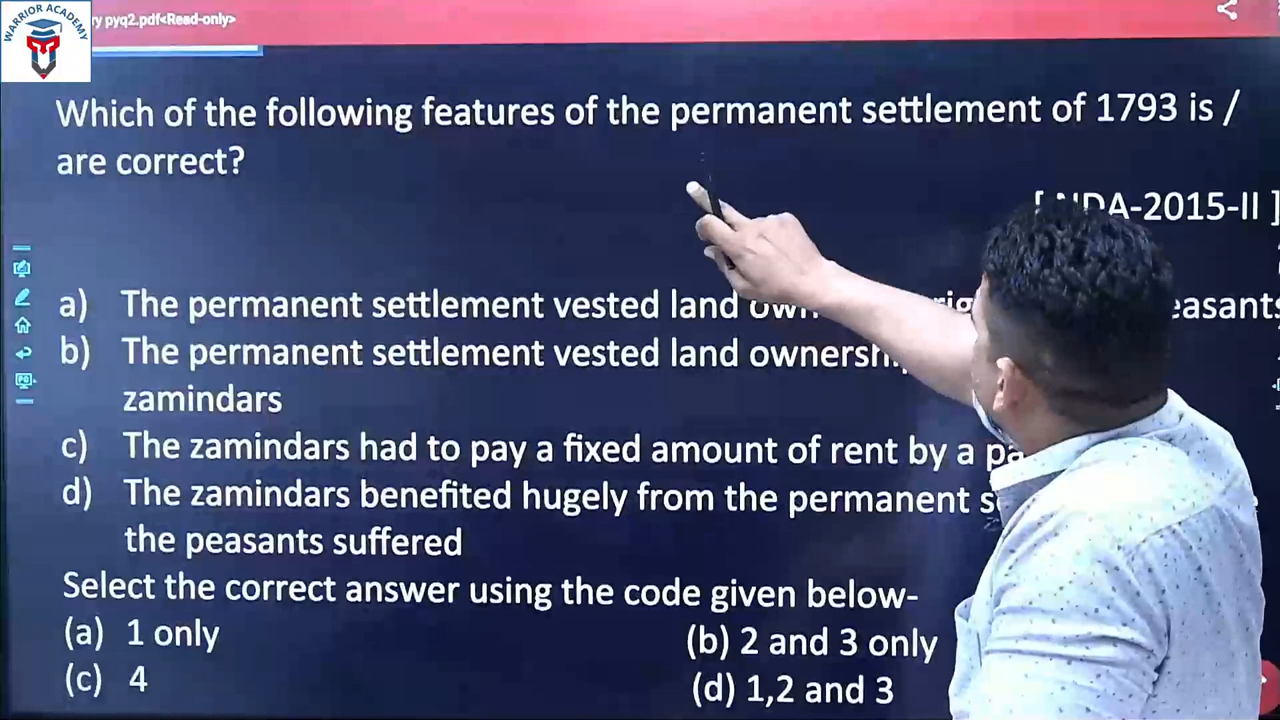 WARRIOR ACADEMY
ry pyq2.pdf<Read-only>
Which of the following features of the permanent settlement of 1793 is /
are correct?
-2015-II ]
a) The permanent settlement vested land
b) The permanent settlement vested land
zamindars
c) The zamindars had to pay a fixed amount of rent by a
d) The zamindars benefited hugely from the permanent
the peasants suffered
Select the correct answer using the code given below-
(a) 1 only
(b) 2 and 3 only
(c) 4
(d) 1,2 and 3